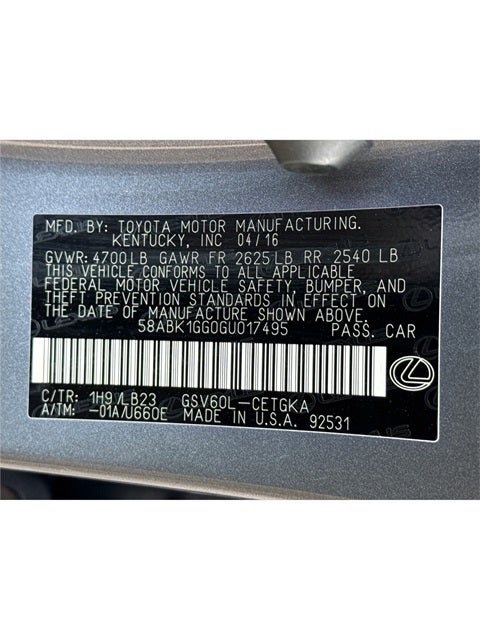 MFD. BY: TOYOTA MOTOR MANUFACTURING.
KENTUCKY, INC 04/16
GVWR: 4700LB GAWR FR 2625LB RR 2540 LB
THIS VEHICLE CONFORMS TO ALL APPLICABLE
FEDERAL MOTOR VEHICLE SAFETY, BUMPER,
AND THEFT PREVENTION STANDARDS IN EFFECT
ON THE DATE OF MANUFACTURE SHOWN ABOVE.
58ABK1GG0GU017495 PASS. CAR
C/TR: 1H9/LB23 GSV60L-CETGKA
A/TM: -01A/U660E MADE IN U.S.A. 92531